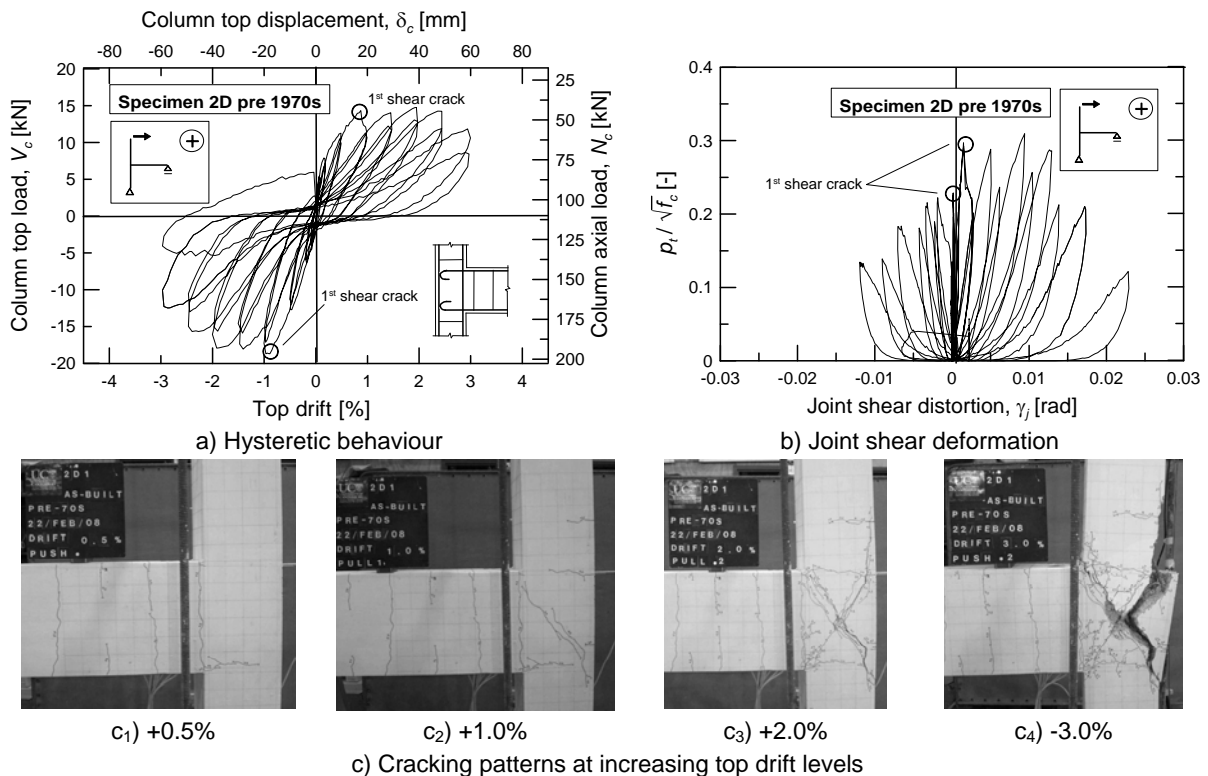 Column top displacement, δc [mm]
-80 -60 -40 -20 0 20 40 60 80
20
15
10
5
0
-5
-10
-15
-20
Column top load, Vc [kN]
Specimen 2D pre 1970s
+
1st shear crack
1st shear crack
25
50
75
100
125
150
175
200
Column axial load, Nc [kN]
-4 -3 -2 -1 0 1 2 3 4
Top drift [%]
a) Hysteretic behaviour
0.4
0.3
0.2
0.1
0
pt / √fc [-]
Specimen 2D pre 1970s
+
1st shear crack
-0.03 -0.02 -0.01 0 0.01 0.02 0.03
Joint shear distortion, γj [rad]
b) Joint shear deformation
UC 2D1
AS-BUILT
PRE-70S
22/FEB/08
DRIFT 0.5 %
PUSH •
UC 2D1
AS-BUILT
PRE-70S
22/FEB/08
DRIFT 1.0 %
PULL 1
UC 2D1
AS-BUILT
PRE-70S
22/FEB/08
DRIFT 2.0 %
PULL •2
2D1
AS-BUILT
PRE-70S
22/FEB/08
DRIFT 3.0 %
PUSH •2
c1) +0.5%
c2) +1.0%
c3) +2.0%
c4) -3.0%
c) Cracking patterns at increasing top drift levels